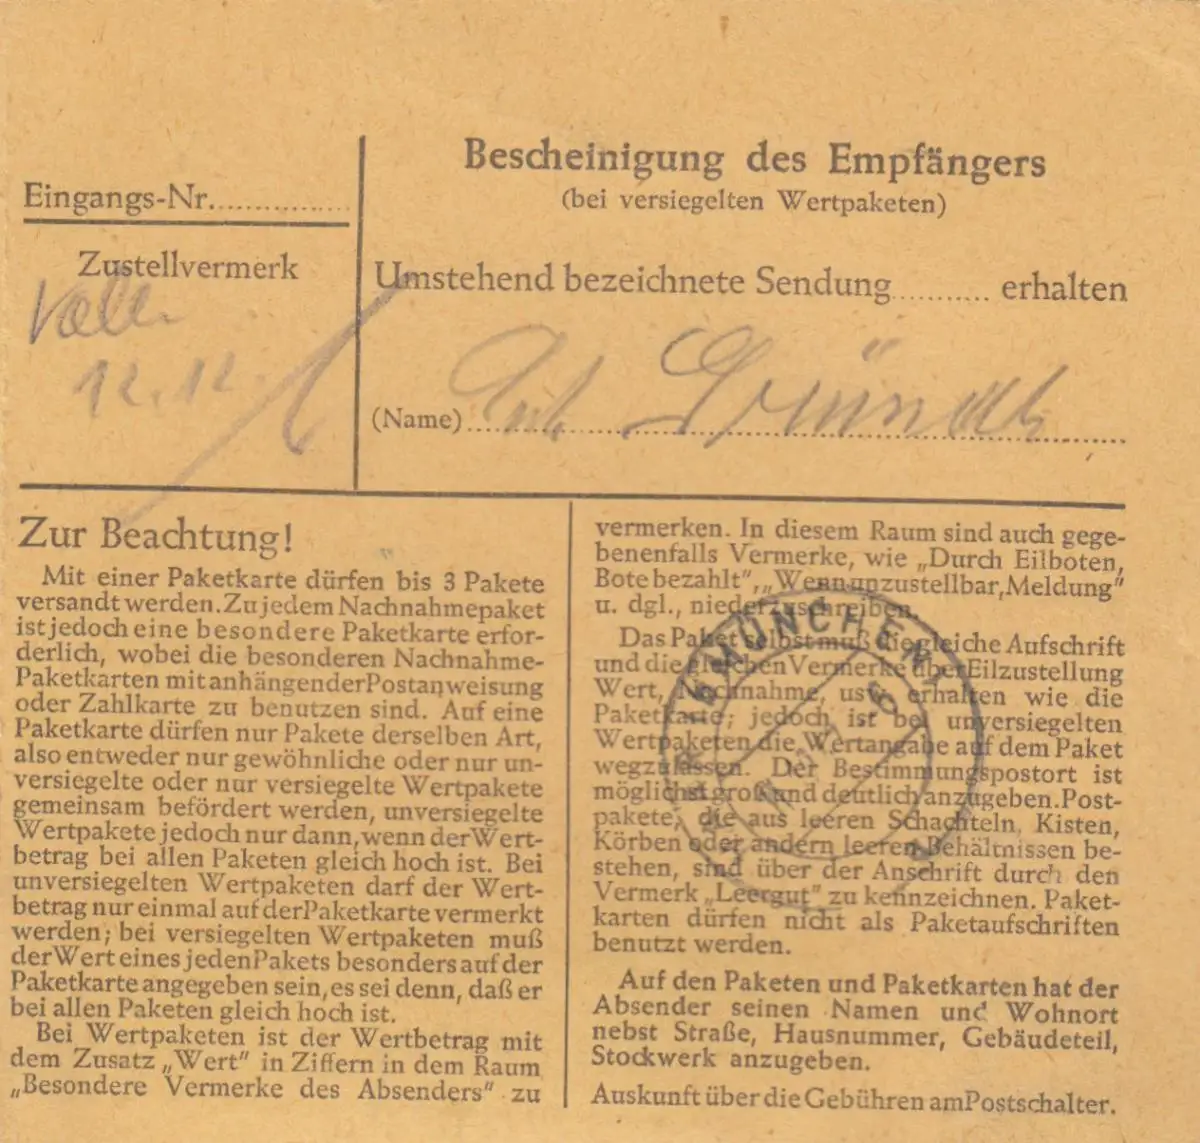 Eingangs-Nr.
Zustellvermerk
12.12.
Bescheinigung des Empfängers
(bei versiegelten Wertpaketen)
Umstehend bezeichnete Sendung .......... erhalten
(Name)
Zur Beachtung!
Mit einer Paketkarte dürfen bis 3 Pakete
versandt werden. Zu jedem Nachnahmepaket
ist jedoch eine besondere Paketkarte erfor-
derlich, wobei die besonderen Nachnahme-
Paketkarten mit anhängender Postanweisung
oder Zahlkarte zu benutzen sind. Auf eine
Paketkarte dürfen nur Pakete derselben Art,
also entweder nur gewöhnliche oder nur un-
versiegelte oder nur versiegelte Wertpakete
gemeinsam befördert werden, unversiegelte
Wertpakete jedoch nur dann, wenn der Wert-
betrag bei allen Paketen gleich hoch ist. Bei
unversiegelten Wertpaketen darf der Wert-
betrag nur einmal auf der Paketkarte vermerkt
werden; bei versiegelten Wertpaketen muß
der Wert eines jeden Pakets besonders auf der
Paketkarte angegeben sein, es sei denn, daß er
bei allen Paketen gleich hoch ist.
Bei Wertpaketen ist der Wertbetrag mit
dem Zusatz „Wert" in Ziffern in dem Raum
„Besondere Vermerke des Absenders" zu
vermerken. In diesem Raum sind auch gege-
benenfalls Vermerke, wie „Durch Eilboten,
Bote bezahlt", „Wenn unzustellbar, Meldung"
u. dgl., niederzuschreiben.
Das Paket selbst muß die gleiche Aufschrift
und die gleichen Vermerke über Eilzustellung
Wert, Nachnahme, usw. erhalten wie die
Paketkarte; jedoch ist bei unversiegelten
Wertpaketen die Wertangabe auf dem Paket
wegzulassen. Der Bestimmungspostort ist
möglichst groß und deutlich anzugeben. Post-
pakete, die aus leeren Schachteln, Kisten,
Körben oder andern leeren Behältnissen be-
stehen, sind über der Anschrift durch den
Vermerk „Leergut" zu kennzeichnen. Paket-
karten dürfen nicht als Paketaufschriften
benutzt werden.
Auf den Paketen und Paketkarten hat der
Absender seinen Namen und Wohnort
nebst Straße, Hausnummer, Gebäudeteil,
Stockwerk anzugeben.
Auskunft über die Gebühren am Postschalter.
MÜNCHEN